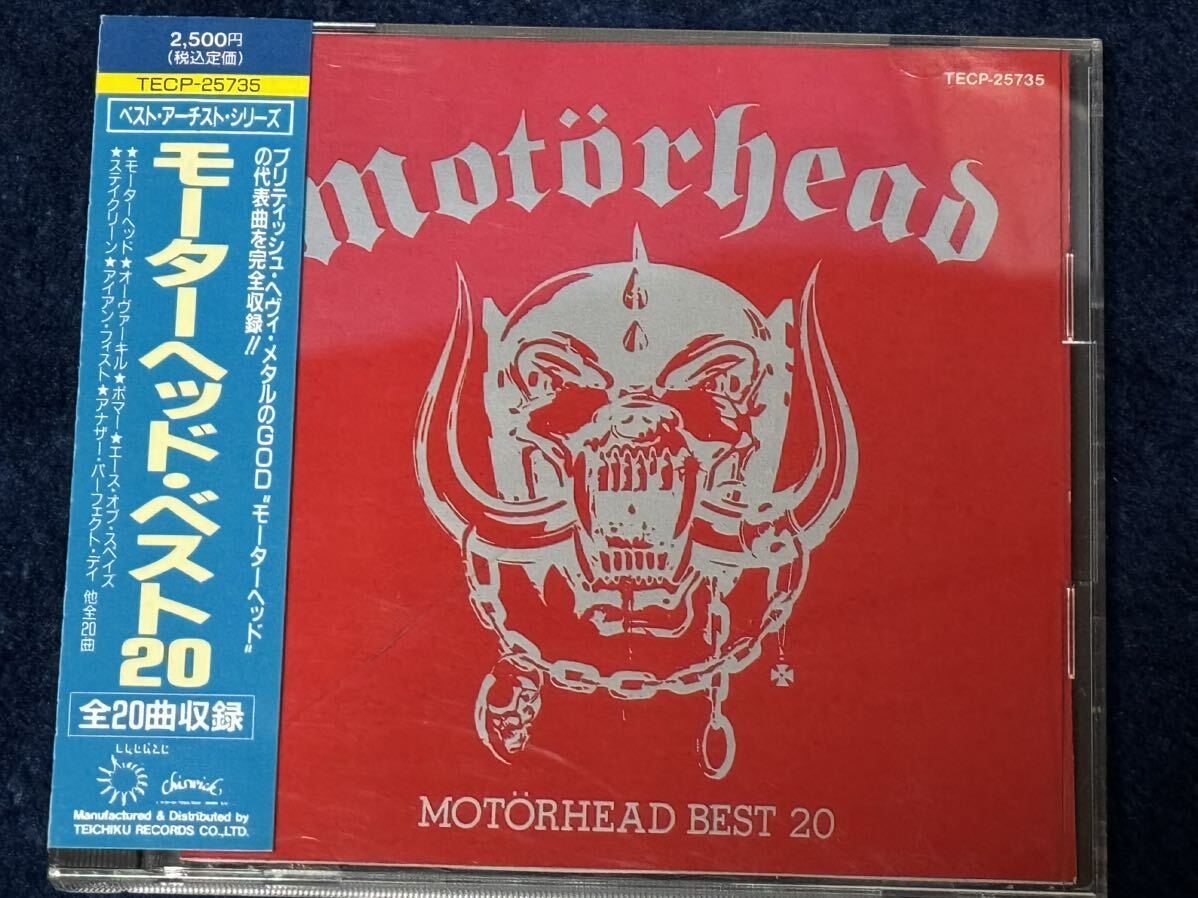 2,500円
(税込定価)
TECP-25735
ベスト・アーチスト・シリーズ
ブリティッシュ・ヘヴィ・メタルのGOD“モーターヘッド”
の代表曲を完全収録!!
モーターヘッド・ベスト20
★モーターヘッド★オーヴァーキル★ボマー★エース・オブ・スペイズ
★ステイクリーン★アイアン・フィスト★アナザー・パーフェクト・デイ 他全20曲
全20曲収録
BRONZE
Chiswick
Manufactured & Distributed by
TEICHIKU RECORDS CO.,LTD.
TECP-25735
Motörhead
MOTÖRHEAD BEST 20